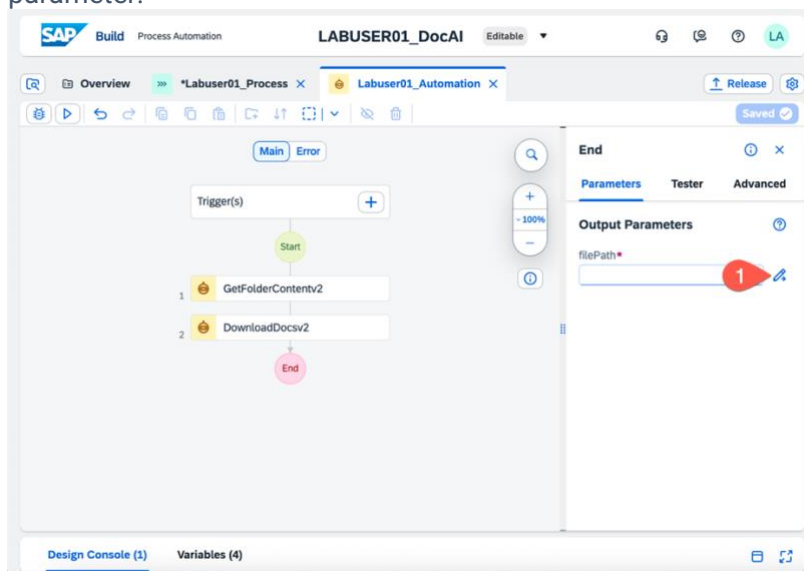 parameter.
SAP Build Process Automation LABUSER01_DocAI Editable LA
Overview *Labuser01_Process Labuser01_Automation Release
Saved
Main Error
End
Parameters Tester Advanced
Trigger(s)
- 100%
Output Parameters
Start
filePath*
1
1 GetFolderContentv2
2 DownloadDocsv2
End
Design Console (1) Variables (4)